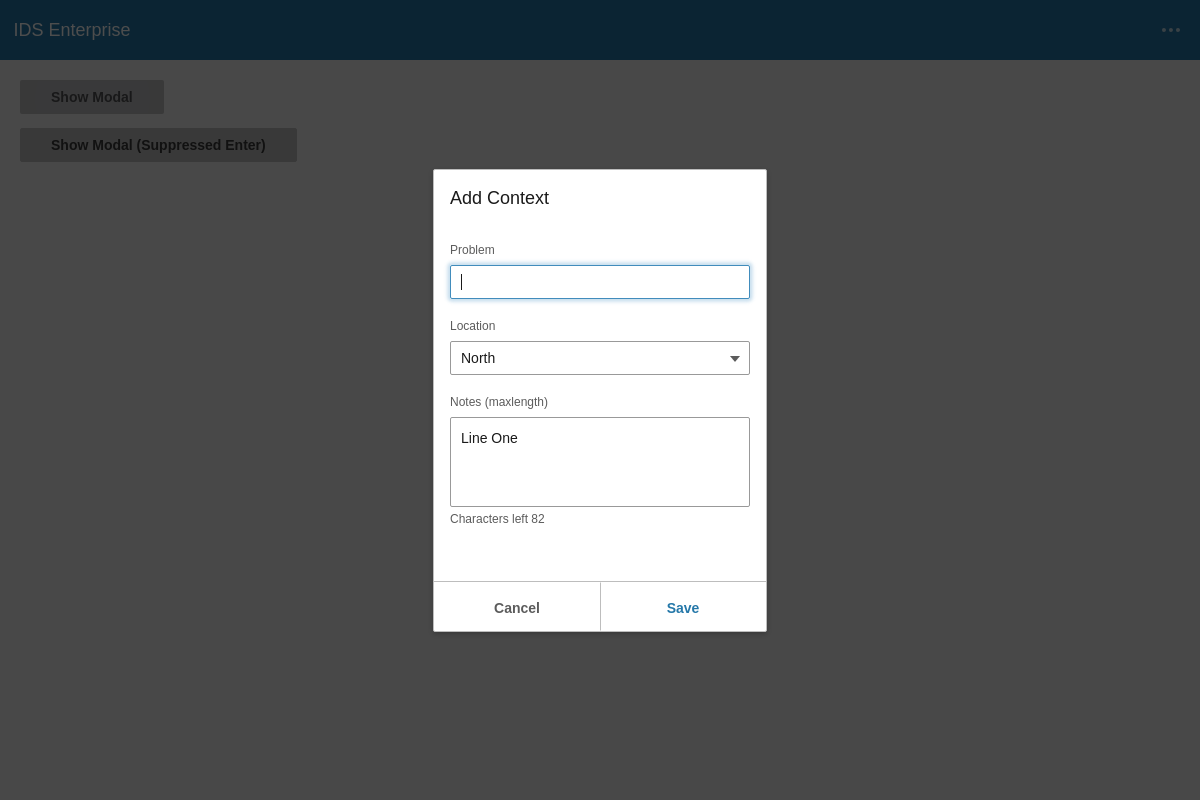 IDS Enterprise
Show Modal
Show Modal (Suppressed Enter)
Add Context
Problem
Location
North
Notes (maxlength)
Line One
Characters left 82
Cancel
Save